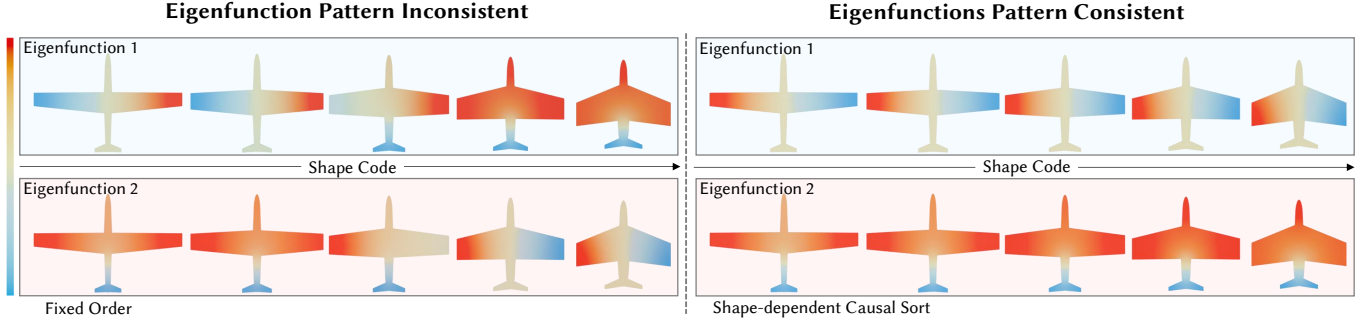 Eigenfunction Pattern Inconsistent
Eigenfunction 1
Shape Code
Eigenfunction 2
Fixed Order
Eigenfunctions Pattern Consistent
Eigenfunction 1
Shape Code
Eigenfunction 2
Shape-dependent Causal Sort